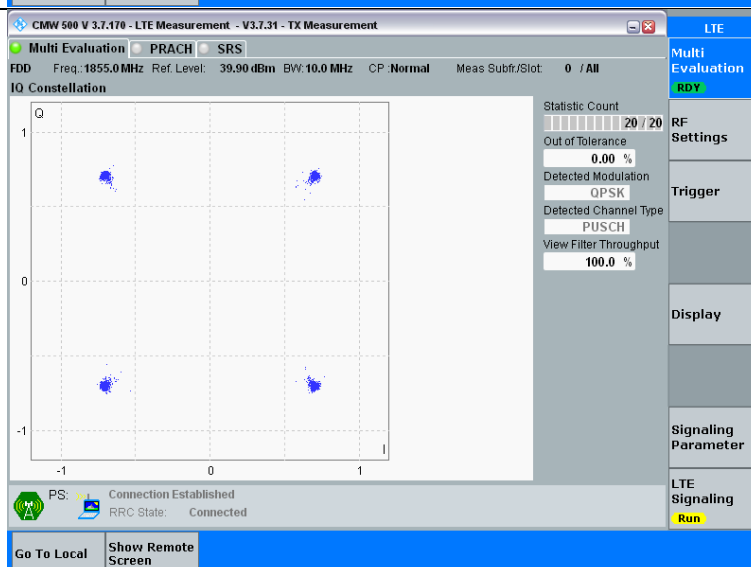 CMW 500 V 3.7.170 - LTE Measurement - V3.7.31 - TX Measurement
LTE
Multi Evaluation PRACH SRS
Multi
Evaluation
RDY
FDD Freq.:1855.0 MHz Ref. Level: 39.90 dBm BW:10.0 MHz CP :Normal Meas Subfr./Slot: 0 / All
IQ Constellation
Q
1
0
-1
I
-1 0 1
Statistic Count
20 / 20
Out of Tolerance
0.00 %
Detected Modulation
QPSK
Detected Channel Type
PUSCH
View Filter Throughput
100.0 %
RF
Settings
Trigger
Display
Signaling
Parameter
LTE
Signaling
Run
PS: Connection Established
RRC State: Connected
Go To Local
Show Remote
Screen